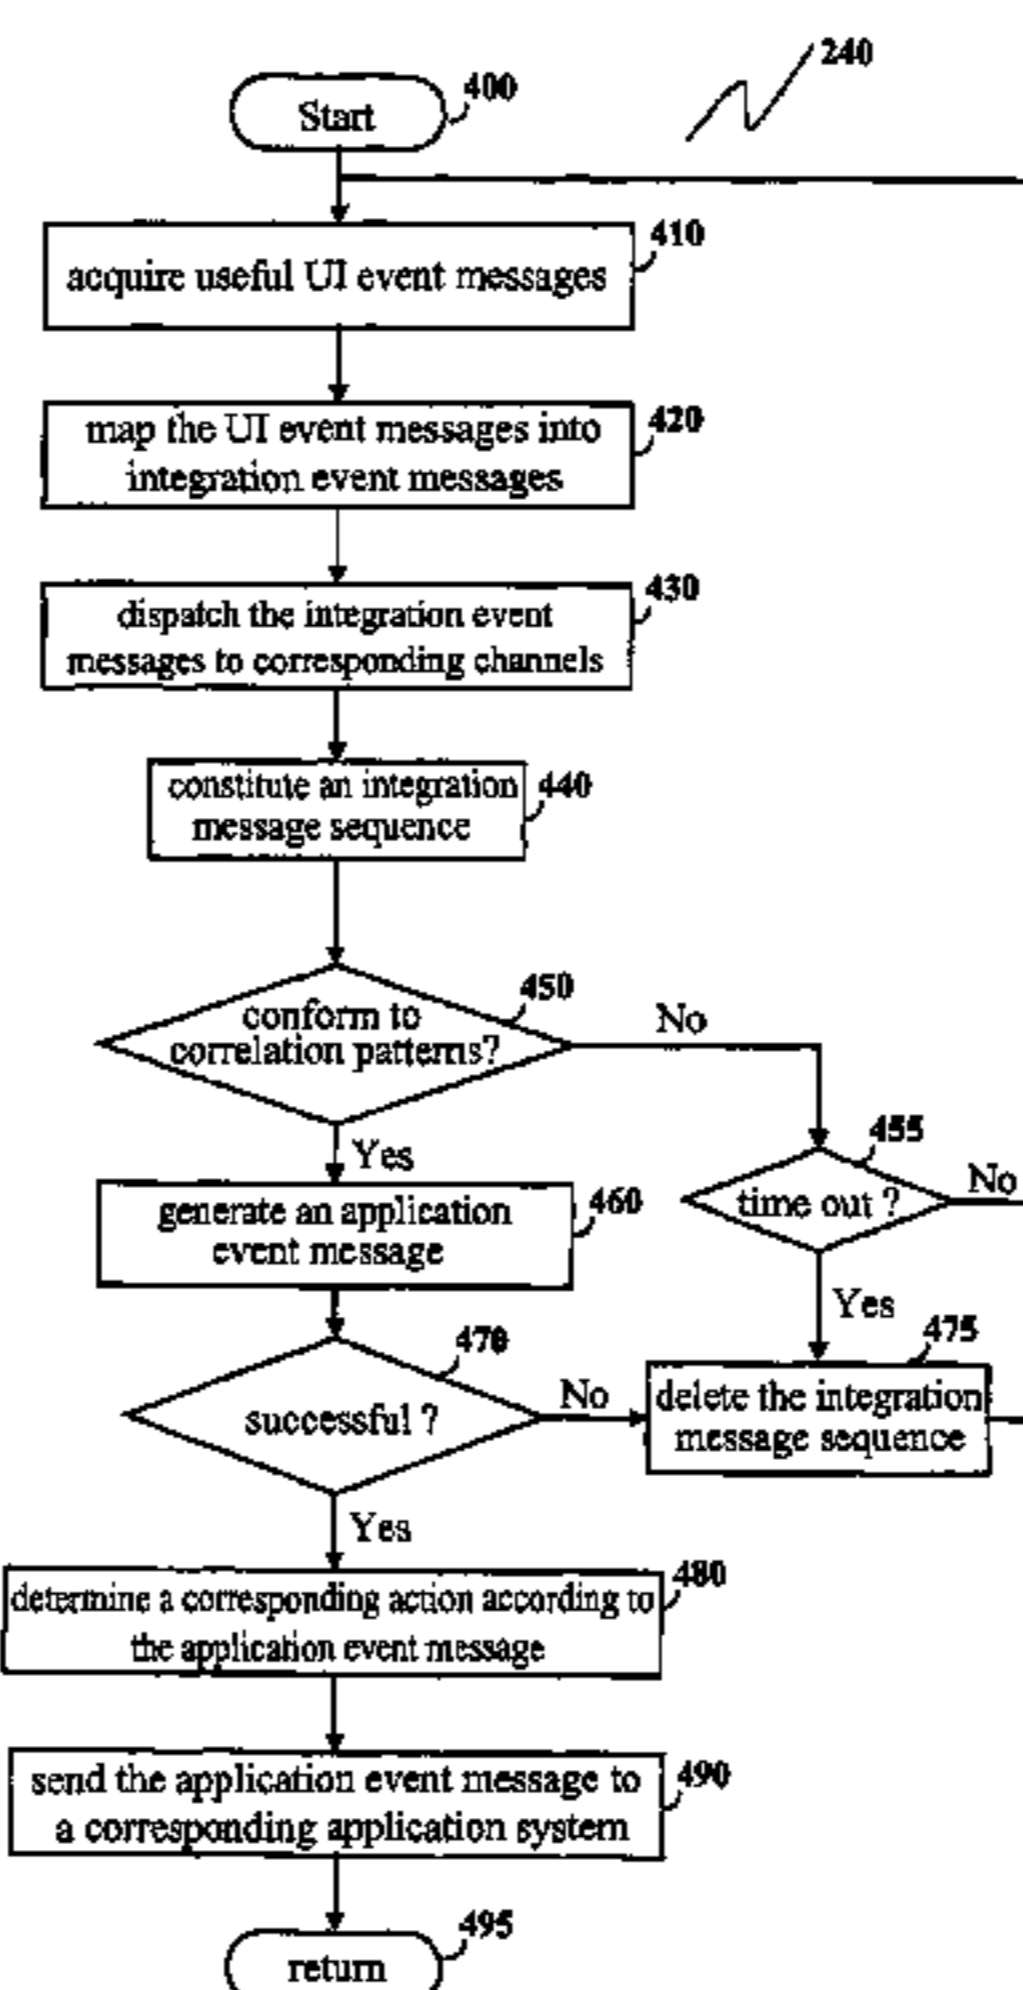 240
Start
400
acquire useful UI event messages
410
map the UI event messages into
integration event messages
420
dispatch the integration event
messages to corresponding channels
430
constitute an integration
message sequence
440
conform to
correlation patterns?
450
No
Yes
455
time out ?
No
generate an application
event message
460
Yes
475
470
successful ?
No
delete the integration
message sequence
Yes
determine a corresponding action according to
the application event message
480
send the application event message to
a corresponding application system
490
return
495